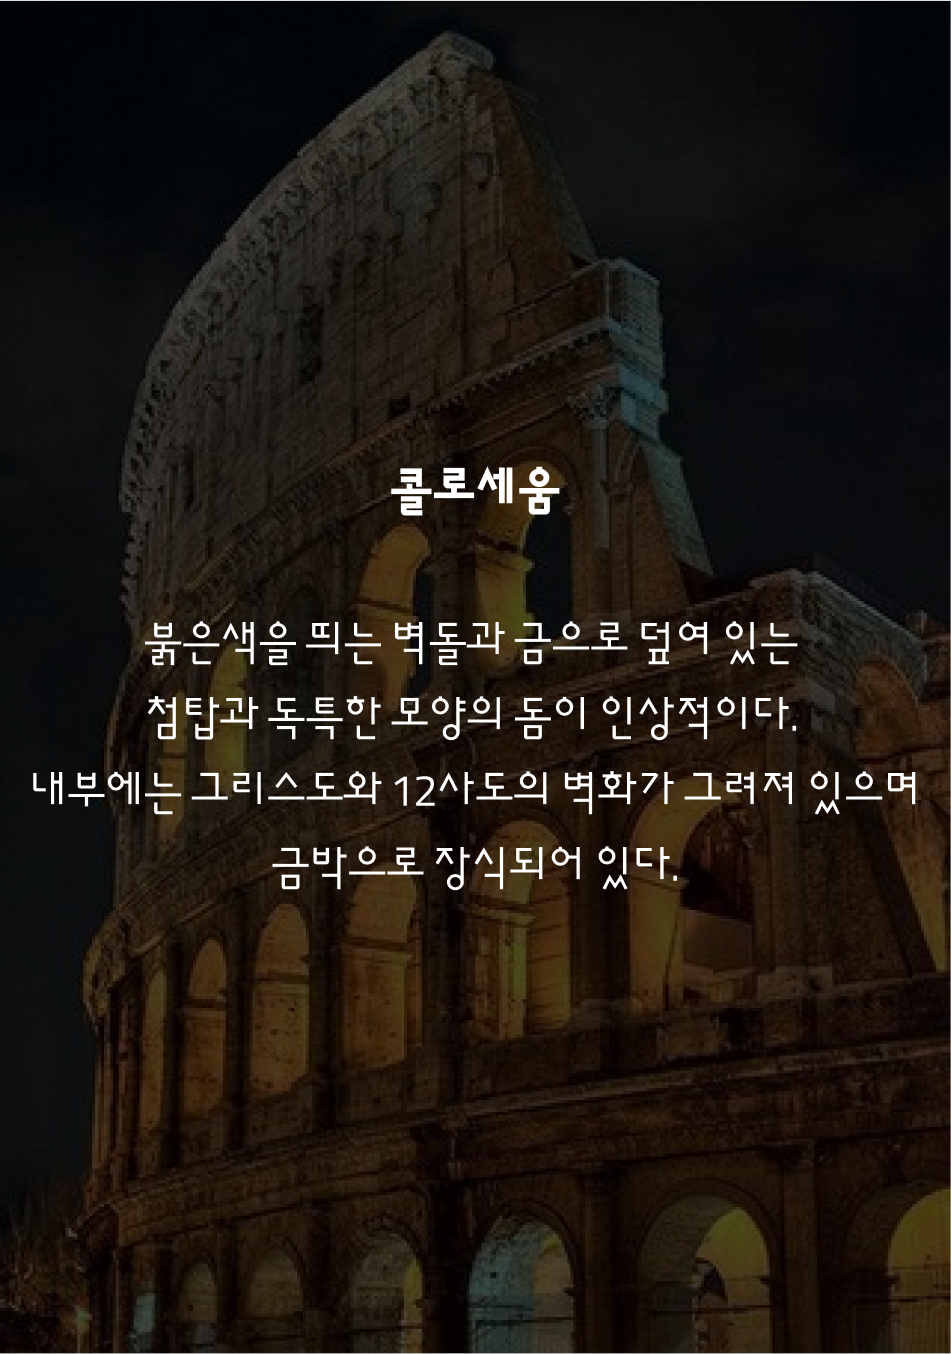 콜로세움
붉은색을 띄는 벽돌과 금으로 덮여 있는
첨탑과 독특한 모양의 돔이 인상적이다.
내부에는 그리스도와 12사도의 벽화가 그려져 있으며
금박으로 장식되어 있다.